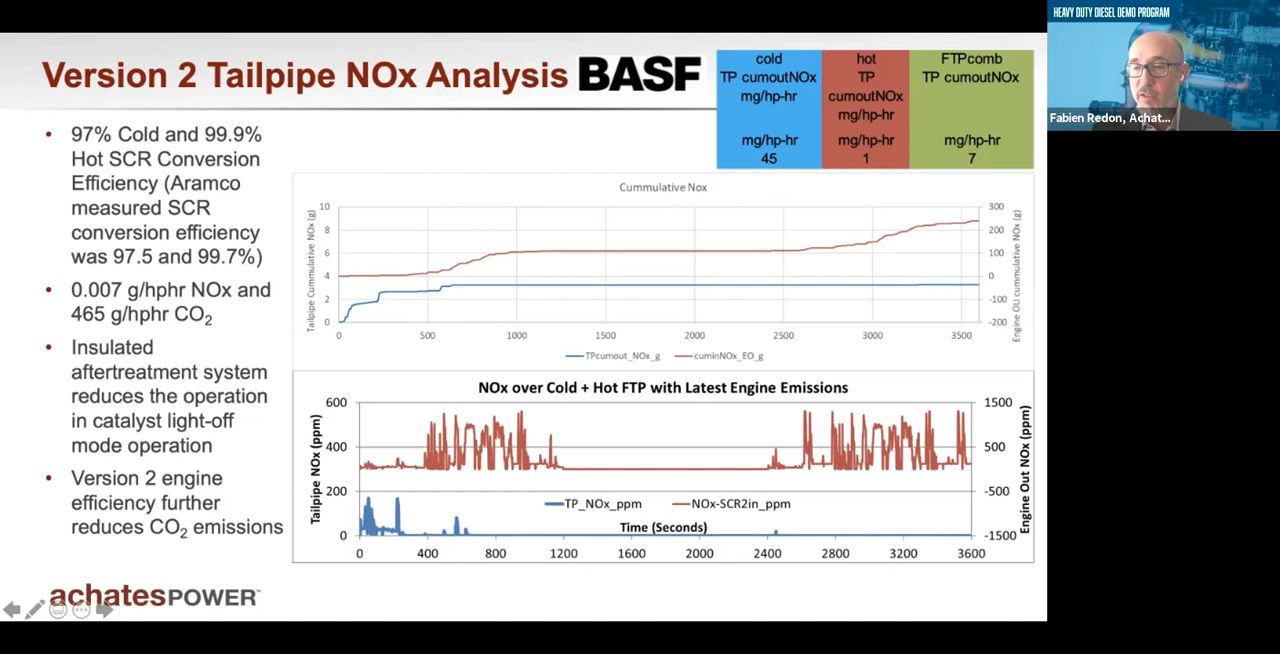 HEAVY DUTY DIESEL DEMO PROGRAM
Fabien Redon, Achat...
Version 2 Tailpipe NOx Analysis BASF
cold
TP cumoutNOx
mg/hp-hr
mg/hp-hr
45
hot
TP
cumoutNOx
mg/hp-hr
mg/hp-hr
1
FTPcomb
TP cumoutNOx
mg/hp-hr
7
• 97% Cold and 99.9%
Hot SCR Conversion
Efficiency (Aramco
measured SCR
conversion efficiency
was 97.5 and 99.7%)
• 0.007 g/hphr NOx and
465 g/hphr CO2
• Insulated
aftertreatment system
reduces the operation
in catalyst light-off
mode operation
• Version 2 engine
efficiency further
reduces CO2 emissions
Cummulative Nox
Tailpipe Cummulative NOx (g)
10
8
6
4
2
0
300
200
100
0
-100
-200
Engine OU cummulative NOx (g)
0 500 1000 1500 2000 2500 3000 3500
TPcumout_NOx_g cuminNOx_EO_g
NOx over Cold + Hot FTP with Latest Engine Emissions
Tailpipe NOx (ppm)
600
400
200
0
1500
500
-500
-1500
Engine Out NOx (ppm)
TP_NOx_ppm NOx-SCR2in_ppm
Time (Seconds)
0 400 800 1200 1600 2000 2400 2800 3200 3600
achatesPOWER